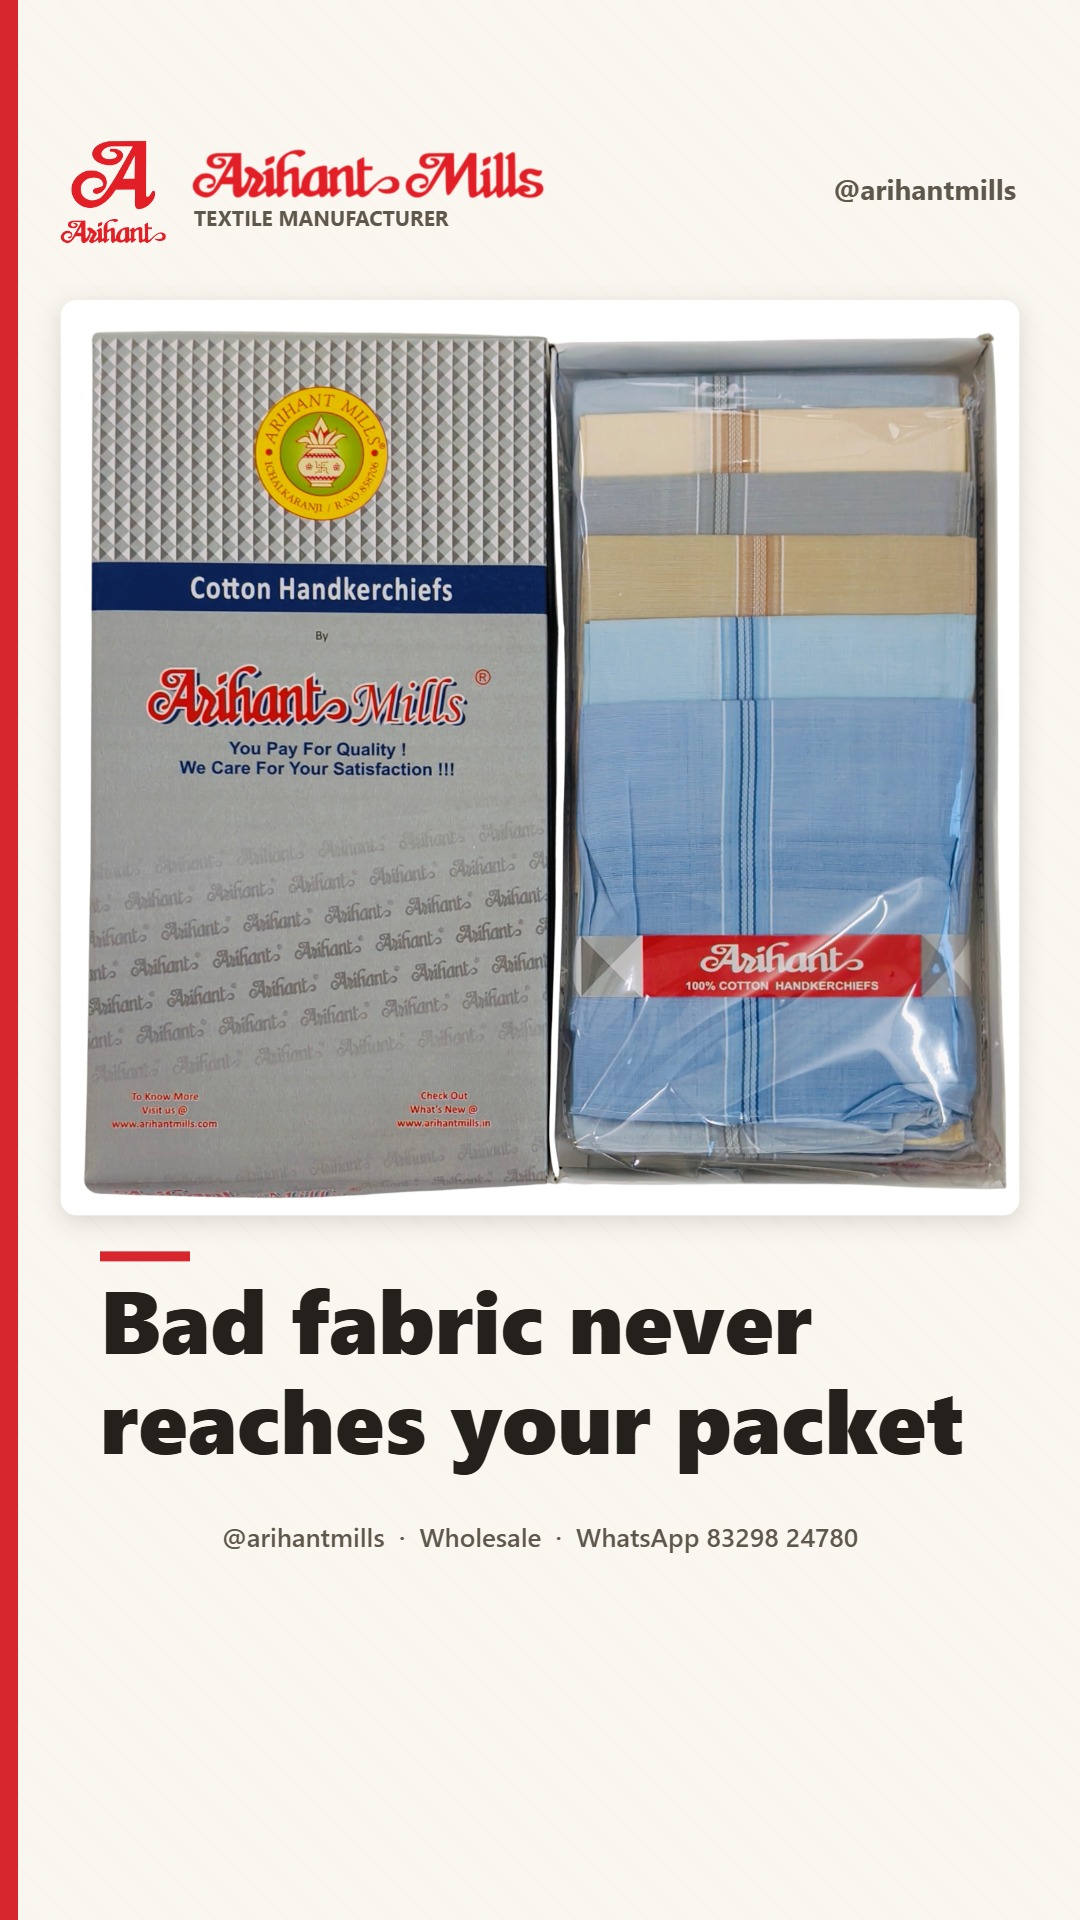 A
Arihant
Arihant Mills
TEXTILE MANUFACTURER
@arihantmills
ARIHANT MILLS®
ICHALKARANJI / R.NO. 858706
Cotton Handkerchiefs
By
Arihant Mills ®
You Pay For Quality !
We Care For Your Satisfaction !!!
To Know More
Visit us @
www.arihantmills.com
Check Out
What's New @
www.arihantmills.in
Arihant
100% COTTON HANDKERCHIEFS
Bad fabric never
reaches your packet
@arihantmills · Wholesale · WhatsApp 83298 24780